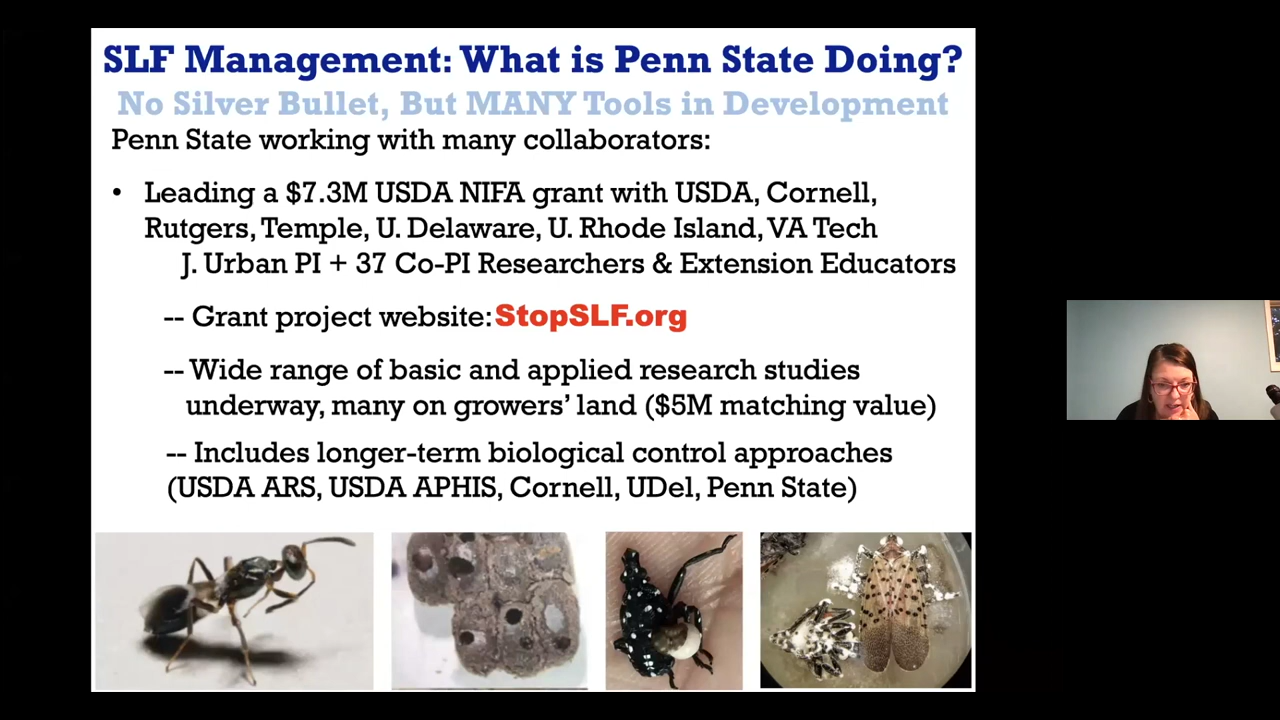 SLF Management: What is Penn State Doing?
No Silver Bullet, But MANY Tools in Development
Penn State working with many collaborators:
• Leading a $7.3M USDA NIFA grant with USDA, Cornell,
Rutgers, Temple, U. Delaware, U. Rhode Island, VA Tech
J. Urban PI + 37 Co-PI Researchers & Extension Educators
-- Grant project website: StopSLF.org
-- Wide range of basic and applied research studies
underway, many on growers' land ($5M matching value)
-- Includes longer-term biological control approaches
(USDA ARS, USDA APHIS, Cornell, UDel, Penn State)